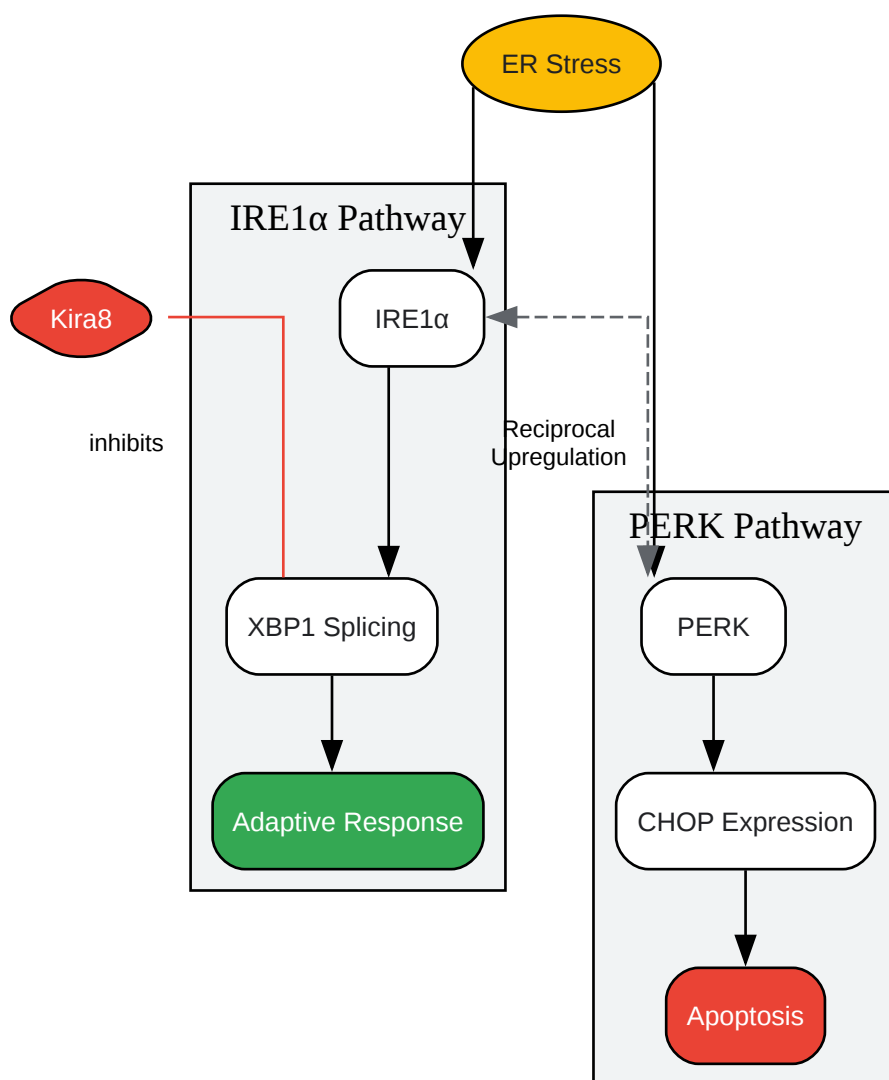 ER Stress
IRE1α Pathway
Kira8
IRE1α
inhibits
Reciprocal
Upregulation
PERK Pathway
XBP1 Splicing
PERK
Adaptive Response
CHOP Expression
Apoptosis